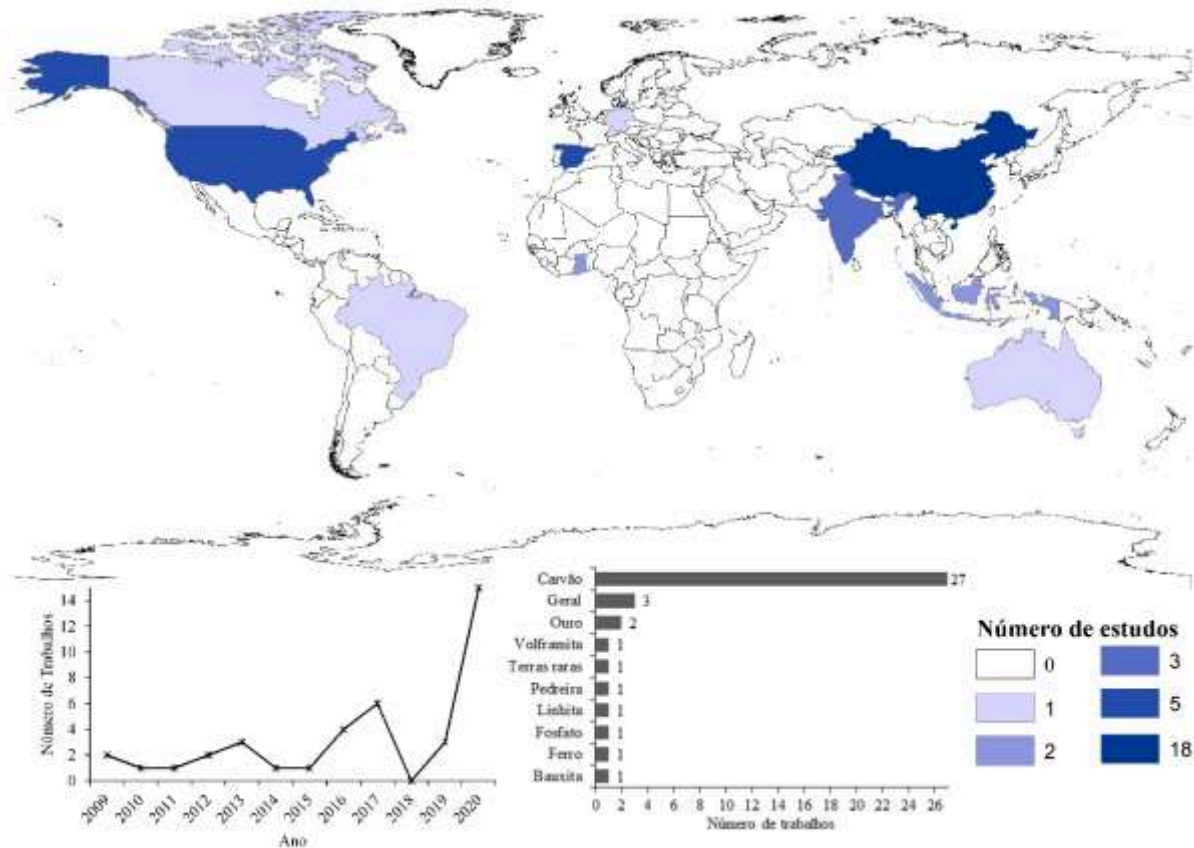 Número de Trabalhos
14
12
10
8
6
4
2
0
2009
2010
2011
2012
2013
2014
2015
2016
2017
2018
2019
2020
Ano
Carvão 27
Geral 3
Ouro 2
Volframita 1
Terras raras 1
Pedreira 1
Linhita 1
Fosfato 1
Ferro 1
Bauxita 1
0 2 4 6 8 10 12 14 16 18 20 22 24 26
Número de trabalhos
Número de estudos
0 3
1 5
2 18